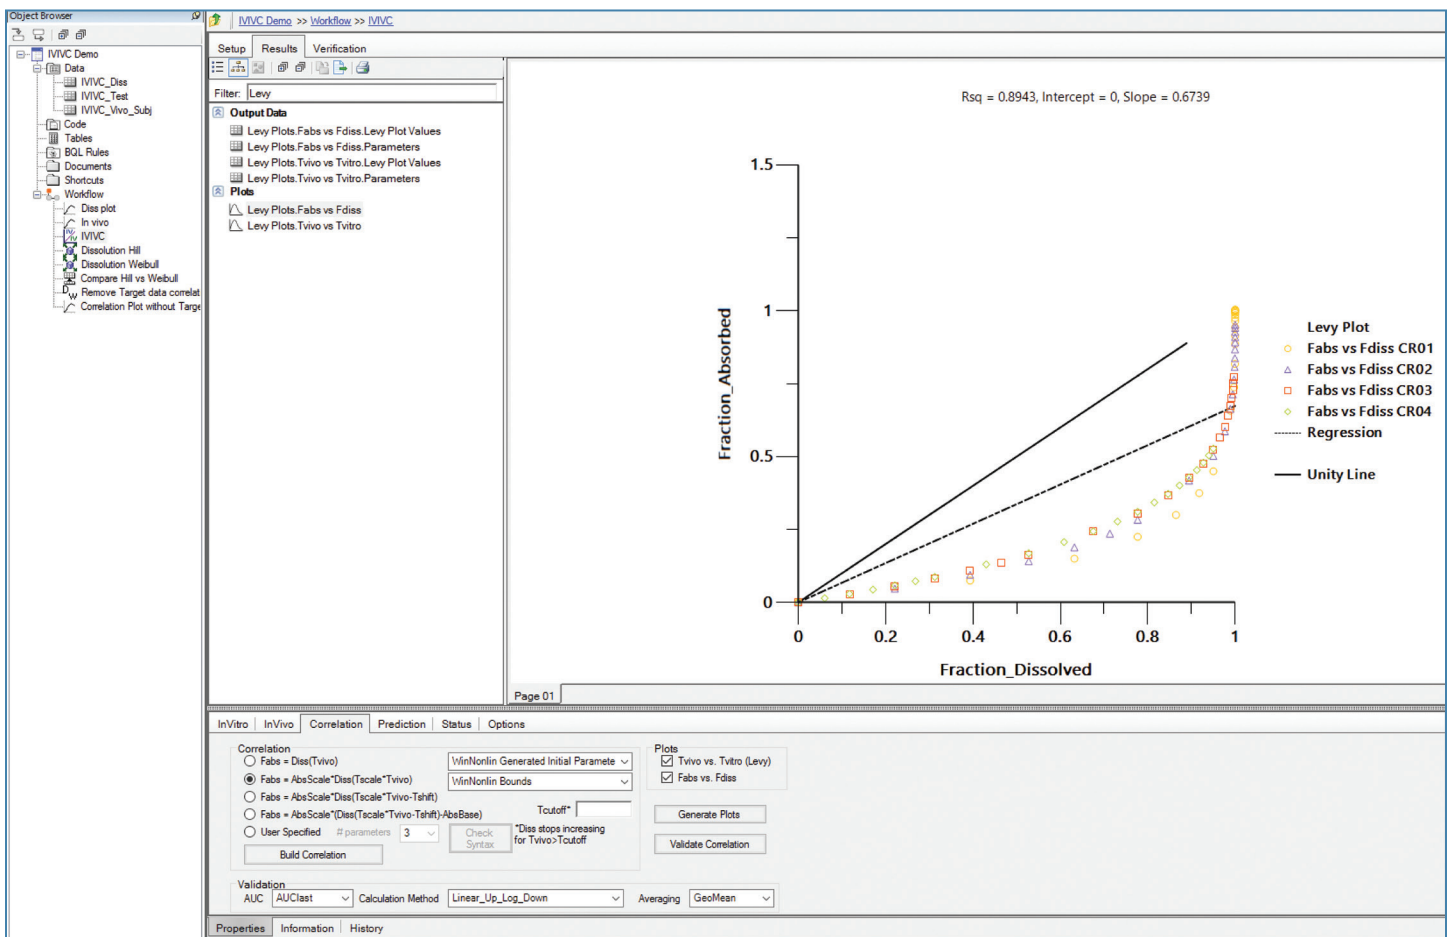 Object Browser
IVIVC Demo
Data
IVIVC_Diss
IVIVC_Test
IVIVC_Vivo_Subj
Code
Tables
BQL Rules
Documents
Shortcuts
Workflow
Diss plot
In vivo
IVIVC
Dissolution Hill
Dissolution Weibull
Compare Hill vs Weibull
Remove Target data correlat
Correlation Plot without Targe
IVIVC Demo >> Workflow >> IVIVC
Setup Results Verification
Filter: Levy
Output Data
Levy Plots.Fabs vs Fdiss.Levy Plot Values
Levy Plots.Fabs vs Fdiss.Parameters
Levy Plots.Tvivo vs Tvitro.Levy Plot Values
Levy Plots.Tvivo vs Tvitro.Parameters
Plots
Levy Plots.Fabs vs Fdiss
Levy Plots.Tvivo vs Tvitro
Rsq = 0.8943, Intercept = 0, Slope = 0.6739
1.5
1
0.5
0
Fraction_Absorbed
0 0.2 0.4 0.6 0.8 1
Fraction_Dissolved
Levy Plot
Fabs vs Fdiss CR01
Fabs vs Fdiss CR02
Fabs vs Fdiss CR03
Fabs vs Fdiss CR04
Regression
Unity Line
Page 01
InVitro InVivo Correlation Prediction Status Options
Correlation
Fabs = Diss(Tvivo)
Fabs = AbsScale*Diss(Tscale*Tvivo)
Fabs = AbsScale*Diss(Tscale*Tvivo-Tshift)
Fabs = AbsScale*(Diss(Tscale*Tvivo-Tshift)-AbsBase)
User Specified # parameters 3
Check
Syntax
Build Correlation
WinNonlin Generated Initial Paramete
WinNonlin Bounds
Tcutoff*
*Diss stops increasing
for Tvivo>Tcutoff
Plots
Tvivo vs. Tvitro (Levy)
Fabs vs. Fdiss
Generate Plots
Validate Correlation
Validation
AUC AUClast Calculation Method Linear_Up_Log_Down Averaging GeoMean
Properties Information History